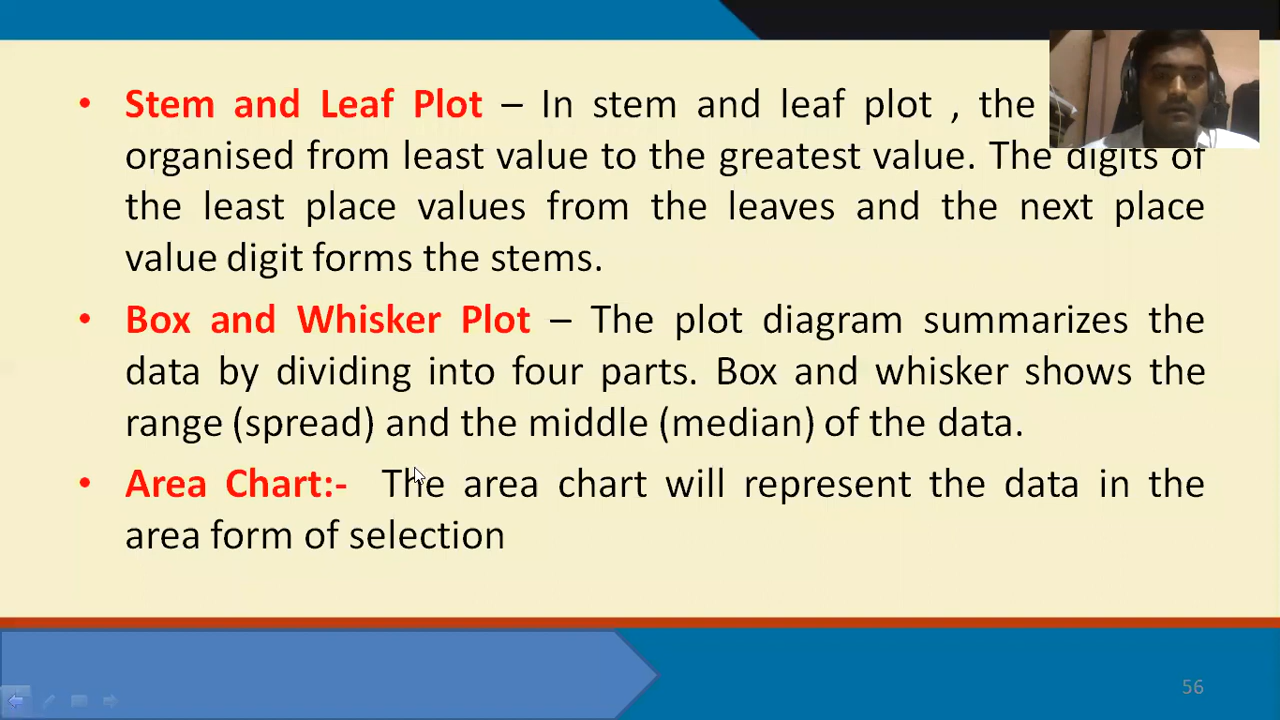 • Stem and Leaf Plot – In stem and leaf plot , the
organised from least value to the greatest value. The digits of
the least place values from the leaves and the next place
value digit forms the stems.
• Box and Whisker Plot – The plot diagram summarizes the
data by dividing into four parts. Box and whisker shows the
range (spread) and the middle (median) of the data.
• Area Chart:- The area chart will represent the data in the
area form of selection
56